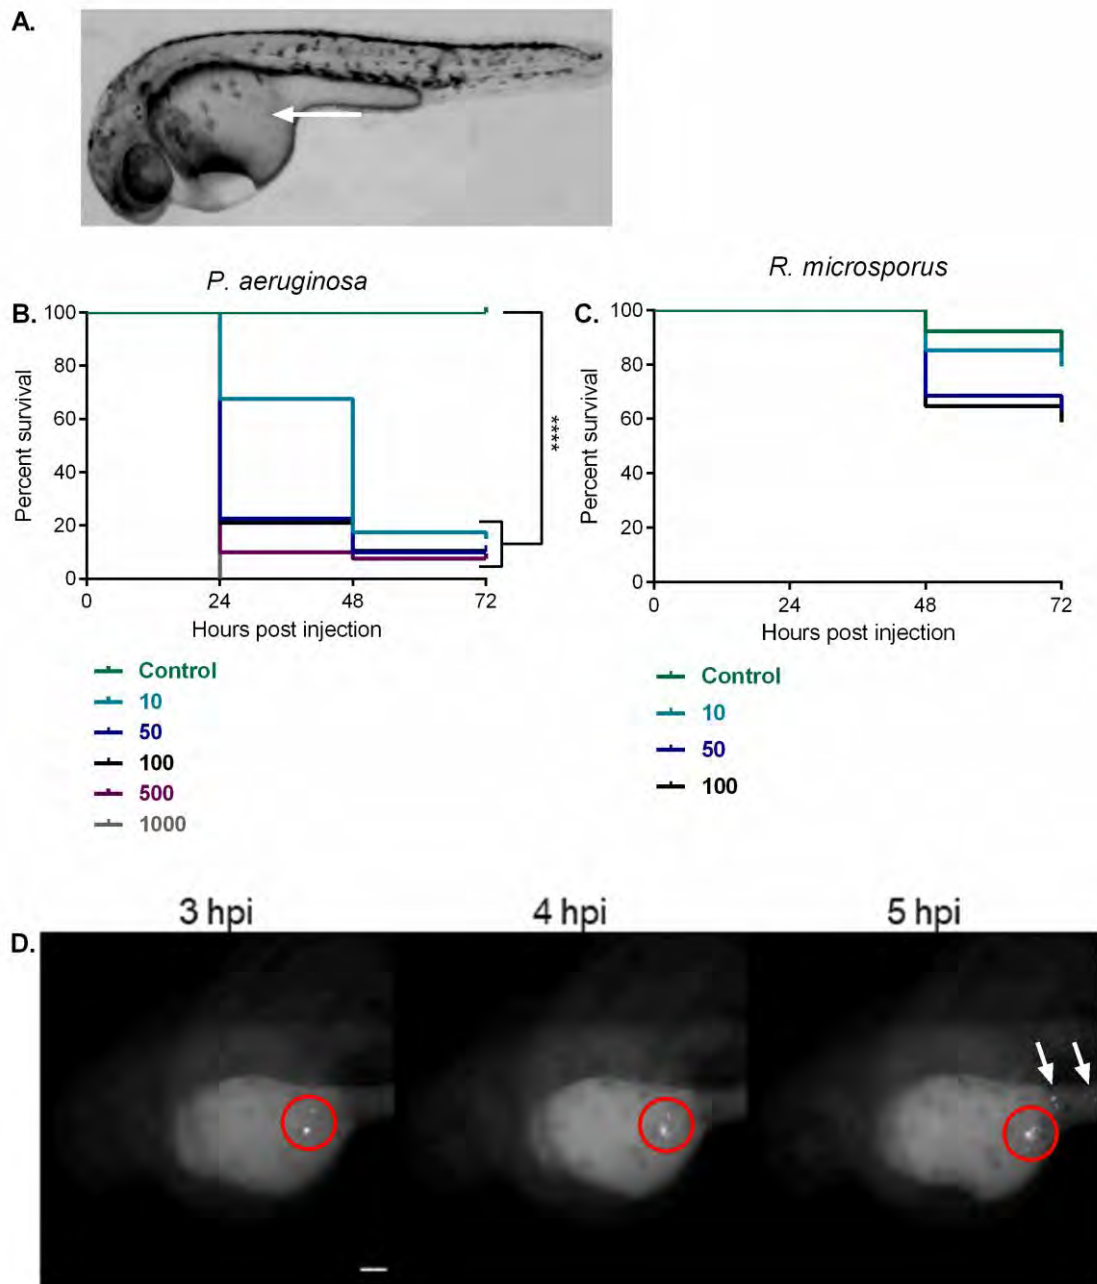 A.
P. aeruginosa
R. microsporus
B.
C.
Percent survival
100
80
60
40
20
0
0 24 48 72
Hours post injection
****
Control
10
50
100
500
1000
Percent survival
100
80
60
40
20
0
0 24 48 72
Hours post injection
Control
10
50
100
3 hpi 4 hpi 5 hpi
D.